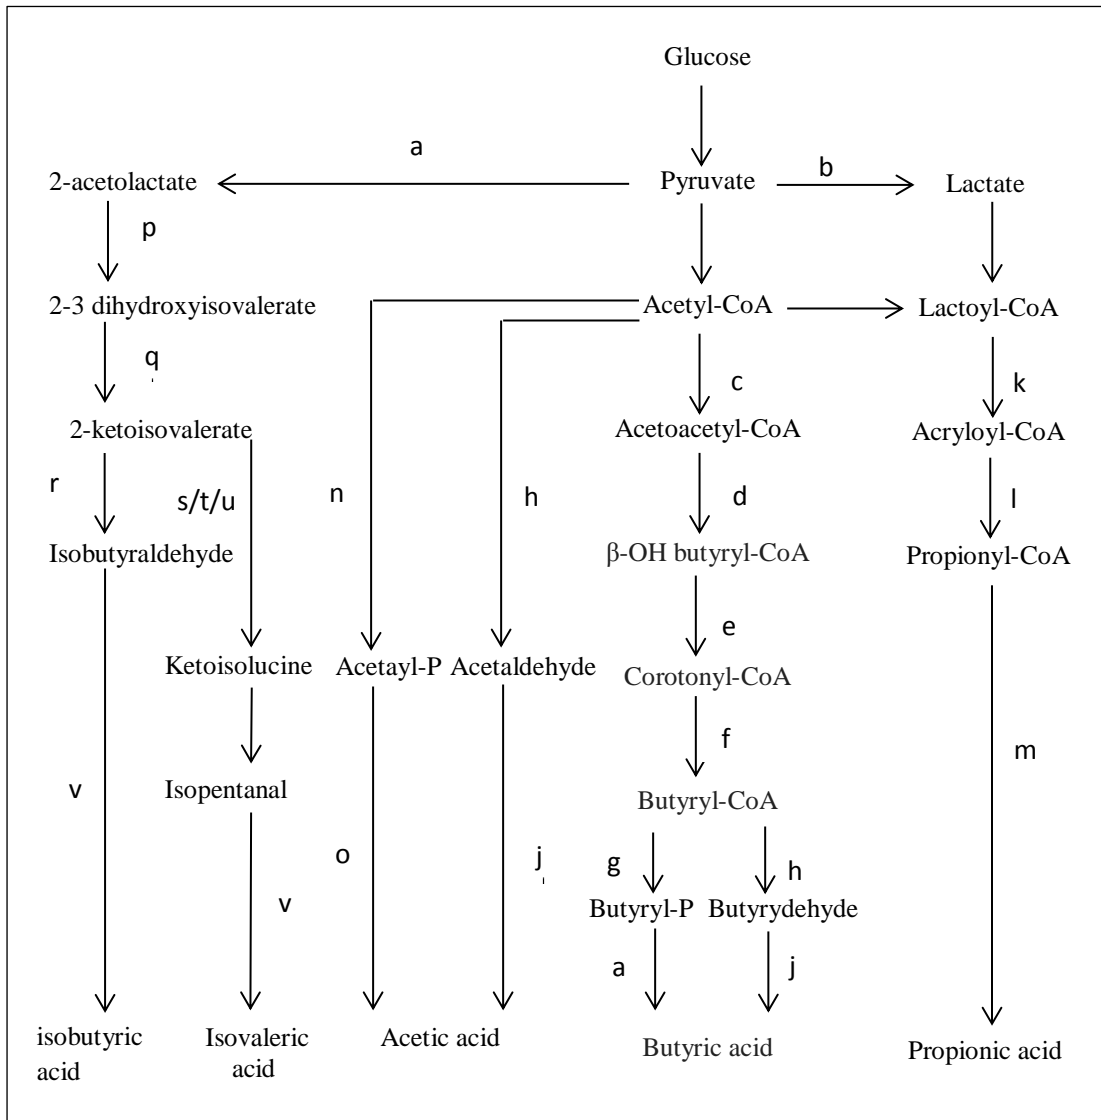 Glucose
a
2-acetolactate
Pyruvate
b
Lactate
p
2-3 dihydroxyisovalerate
Acetyl-CoA
Lactoyl-CoA
q
c
k
2-ketoisovalerate
Acetoacetyl-CoA
Acryloyl-CoA
r
s/t/u
n
h
d
l
Isobutyraldehyde
β-OH butyryl-CoA
Propionyl-CoA
e
Ketoisolucine
Acetayl-P
Acetaldehyde
Corotonyl-CoA
f
m
v
Isopentanal
Butyryl-CoA
o
j
g
h
v
Butyryl-P
Butyrydehyde
a
j
isobutyric
acid
Isovaleric
acid
Acetic acid
Butyric acid
Propionic acid